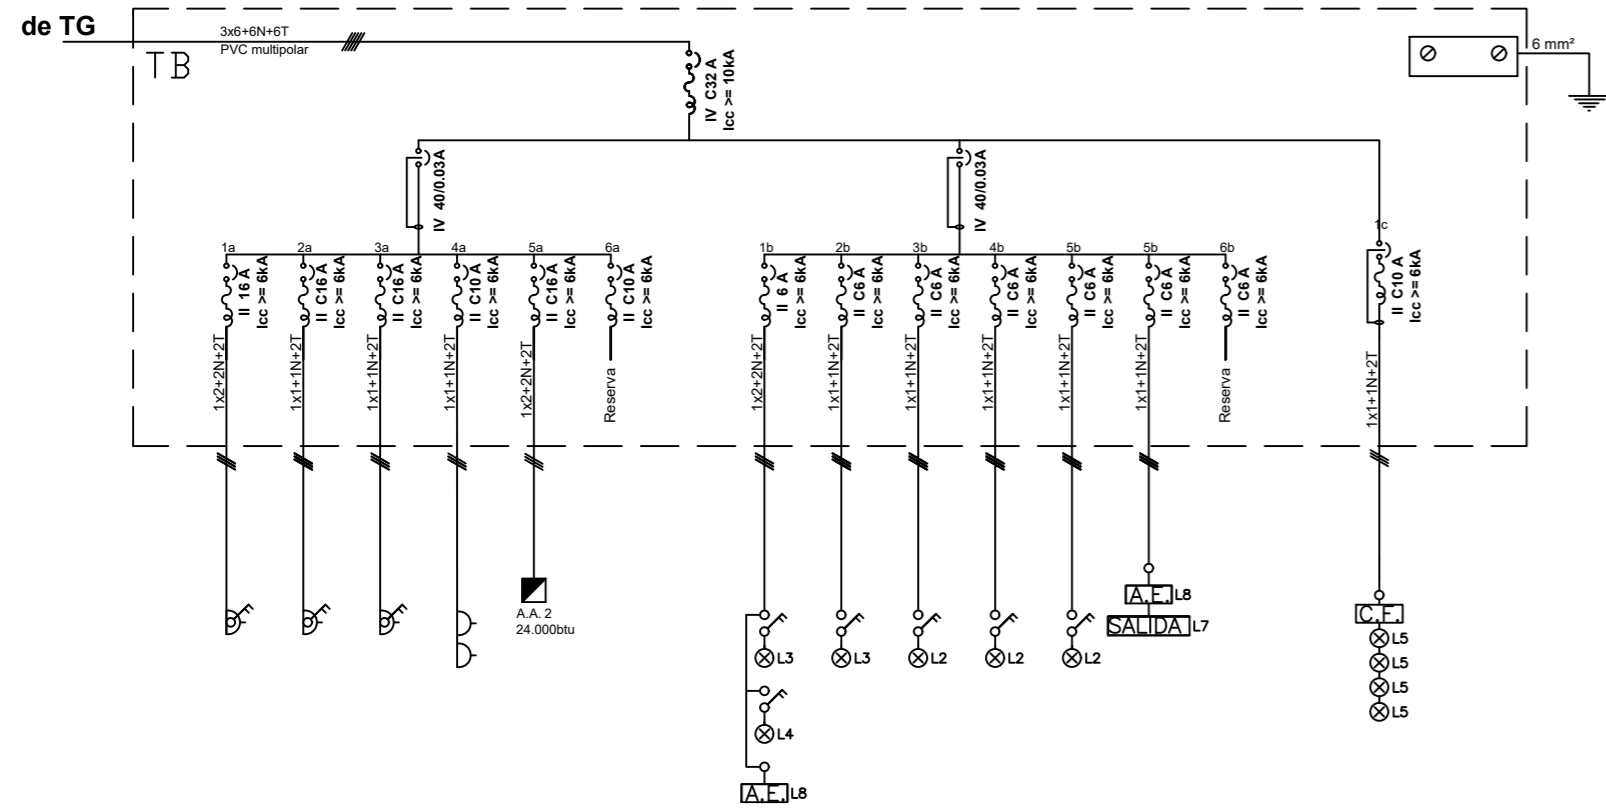 de TG
3x6+6N+6T
PVC multipolar
TB
6 mm²
IV C32 A
Icc >= 10kA
IV 40/0.03A
IV 40/0.03A
1c
1a
2a
3a
4a
5a
6a
1b
2b
3b
4b
5b
5b
6b
II 16 A
Icc >= 6kA
II C16 A
Icc >= 6kA
II C16 A
Icc >= 6kA
II C10 A
Icc >= 6kA
II C16 A
Icc >= 6kA
II C10 A
Icc >= 6kA
II 6 A
Icc >= 6kA
II C6 A
Icc >= 6kA
II C6 A
Icc >= 6kA
II C6 A
Icc >= 6kA
II C6 A
Icc >= 6kA
II C6 A
Icc >= 6kA
II C6 A
Icc >= 6kA
II C10 A
Icc >= 6kA
1x2+2N+2T
1x1+1N+2T
1x1+1N+2T
1x1+1N+2T
1x2+2N+2T
Reserva
1x2+2N+2T
1x1+1N+2T
1x1+1N+2T
1x1+1N+2T
1x1+1N+2T
1x1+1N+2T
Reserva
1x1+1N+2T
A.A. 2
24.000btu
A.E. L8
SALIDA L7
C.F.
L3
L3
L2
L2
L2
L5
L5
L5
L5
L4
A.E. L8